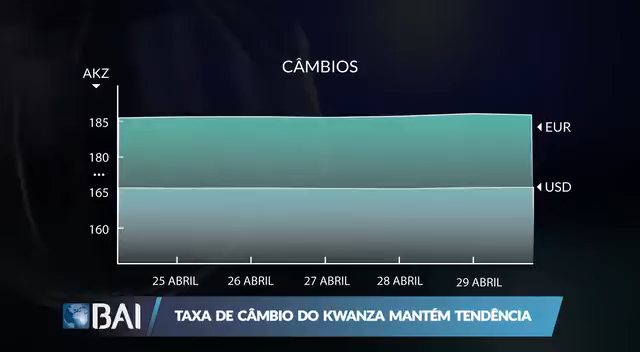 CÂMBIOS
AKZ
185
180
...
165
160
EUR
USD
25 ABRIL
26 ABRIL
27 ABRIL
28 ABRIL
29 ABRIL
BAI
TAXA DE CÂMBIO DO KWANZA MANTÉM TENDÊNCIA